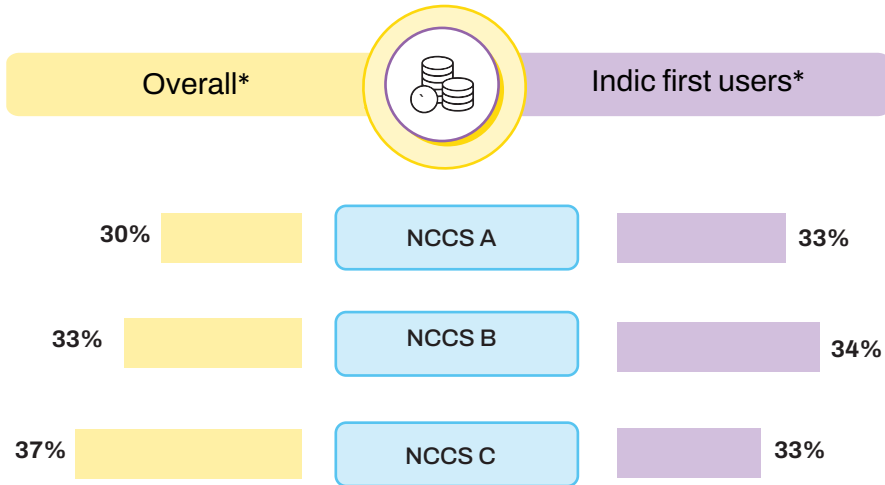 Overall*
Indic first users*
30%
NCCS A
33%
33%
NCCS B
34%
37%
NCCS C
33%